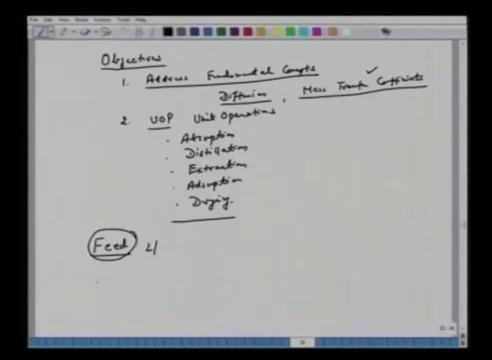 Objectives
1. Address Fundamental Concepts
Diffusion, Mass Transfer Coefficients
2. UOP Unit Operations
. Absorption
. Distillation
. Extraction
. Adsorption
. Drying.
Feed